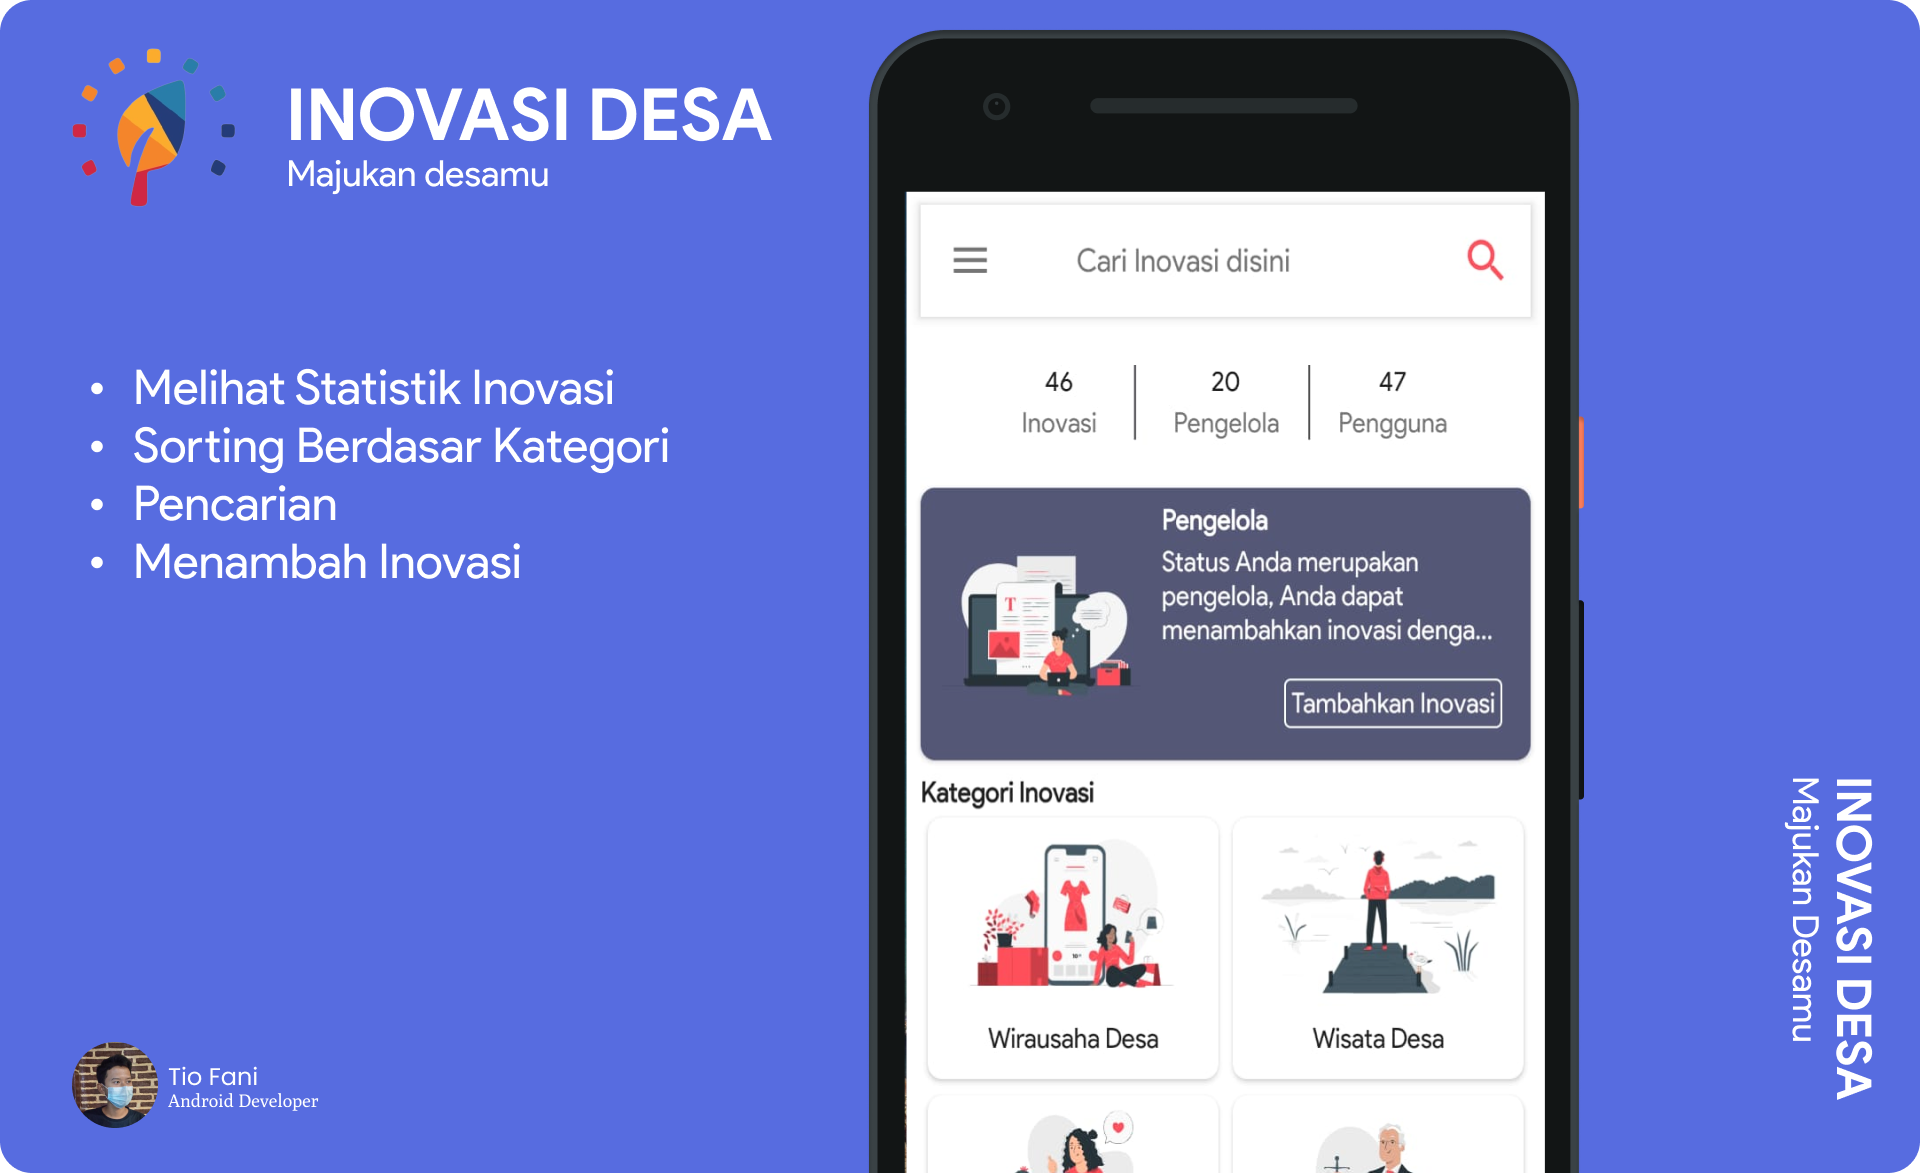 INOVASI DESA
Majukan desamu
• Melihat Statistik Inovasi
• Sorting Berdasar Kategori
• Pencarian
• Menambah Inovasi
Tio Fani
Android Developer
Cari Inovasi disini
46
Inovasi
20
Pengelola
47
Pengguna
Pengelola
Status Anda merupakan
pengelola, Anda dapat
menambahkan inovasi denga...
Tambahkan Inovasi
T
Kategori Inovasi
Wirausaha Desa
Wisata Desa
INOVASI DESA
Majukan Desamu